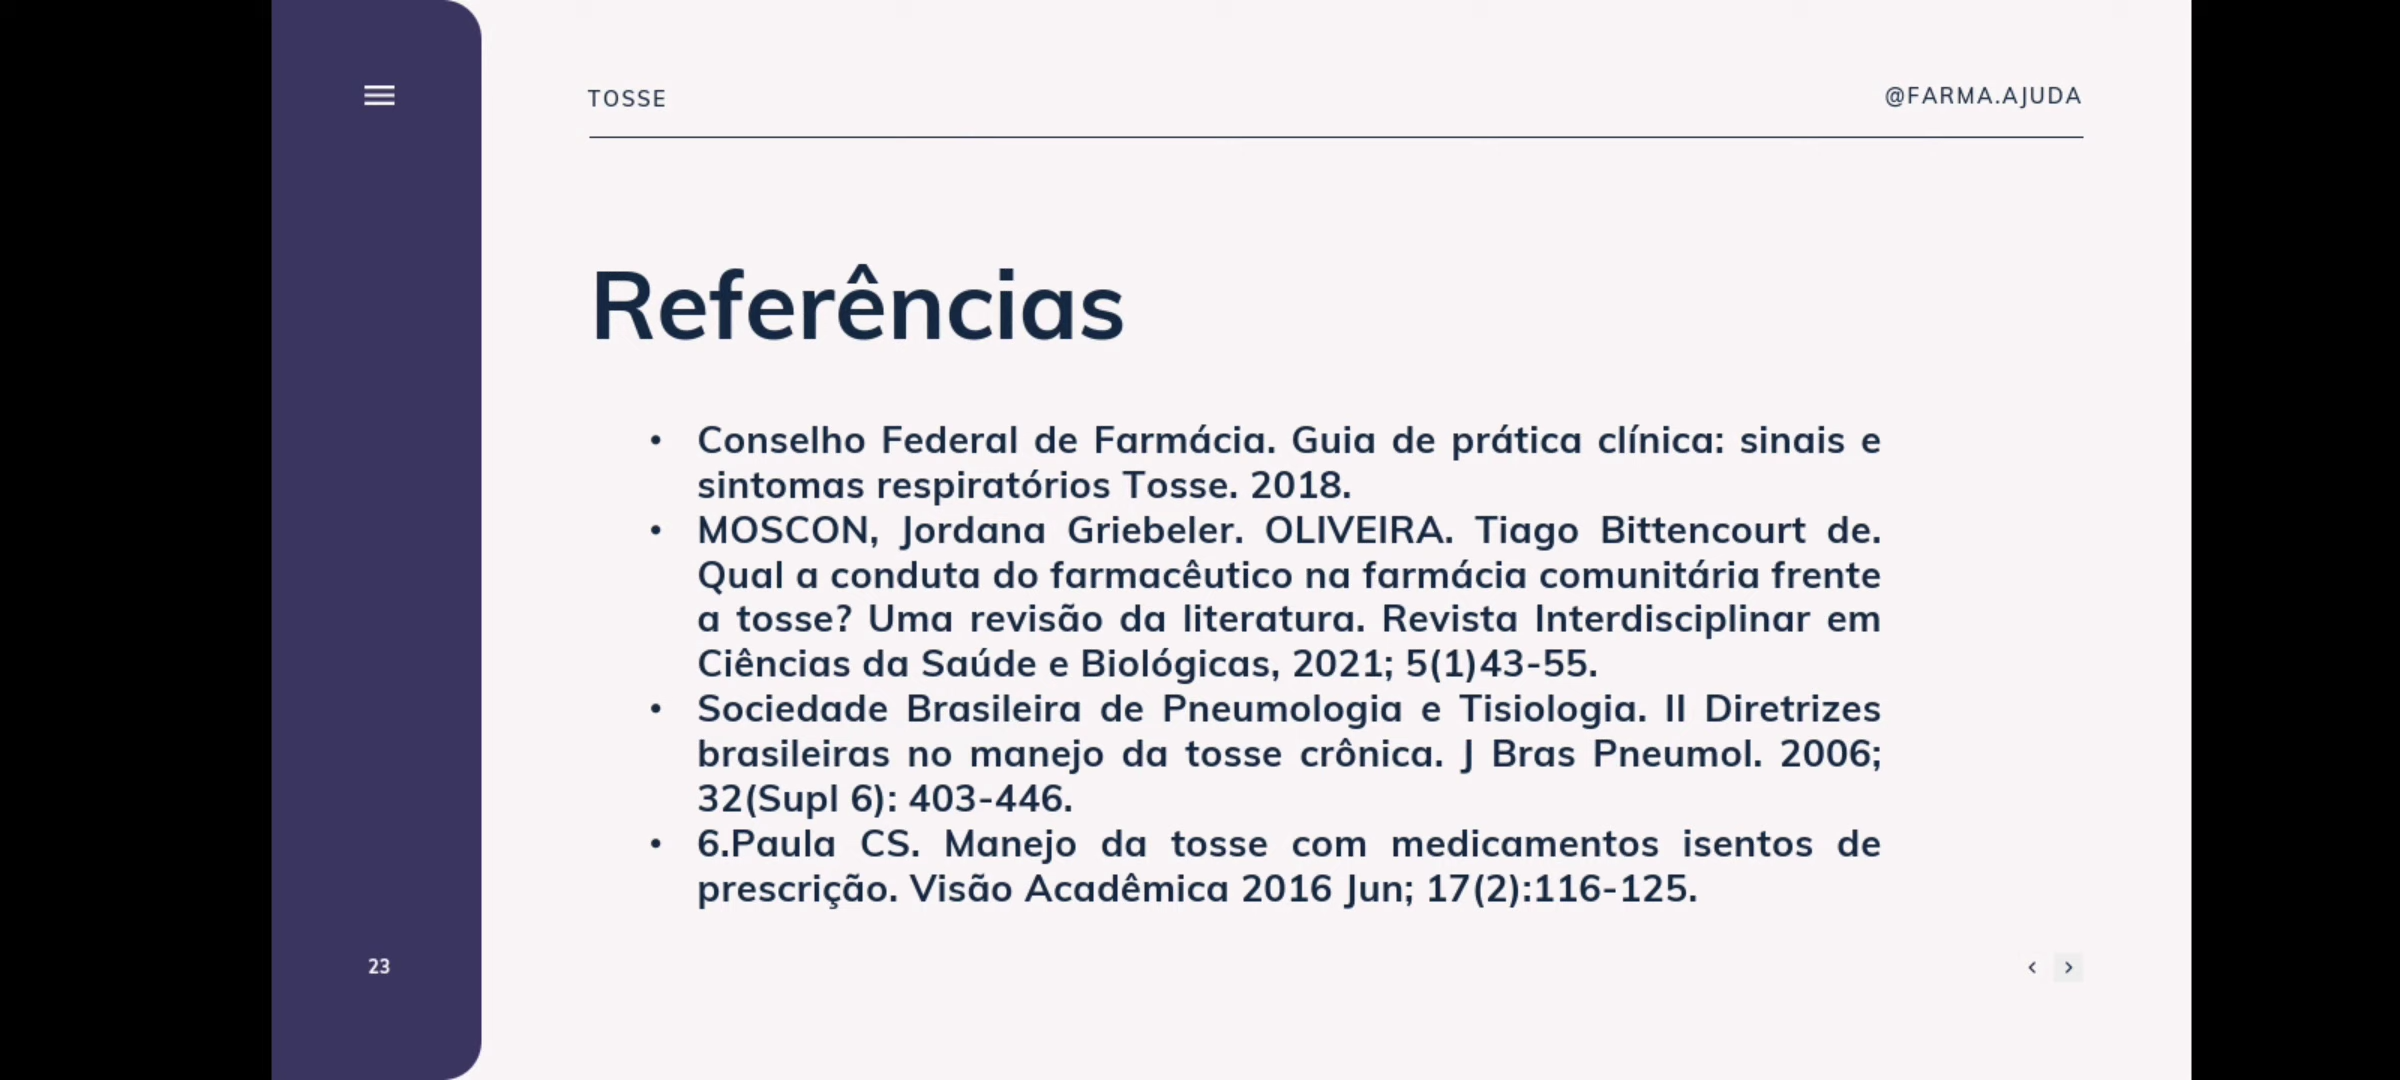 TOSSE
@FARMA.AJUDA
Referências
• Conselho Federal de Farmácia. Guia de prática clínica: sinais e
sintomas respiratórios Tosse. 2018.
• MOSCON, Jordana Griebeler. OLIVEIRA. Tiago Bittencourt de.
Qual a conduta do farmacêutico na farmácia comunitária frente
a tosse? Uma revisão da literatura. Revista Interdisciplinar em
Ciências da Saúde e Biológicas, 2021; 5(1)43-55.
• Sociedade Brasileira de Pneumologia e Tisiologia. II Diretrizes
brasileiras no manejo da tosse crônica. J Bras Pneumol. 2006;
32(Supl 6): 403-446.
• 6.Paula CS. Manejo da tosse com medicamentos isentos de
prescrição. Visão Acadêmica 2016 Jun; 17(2):116-125.
23